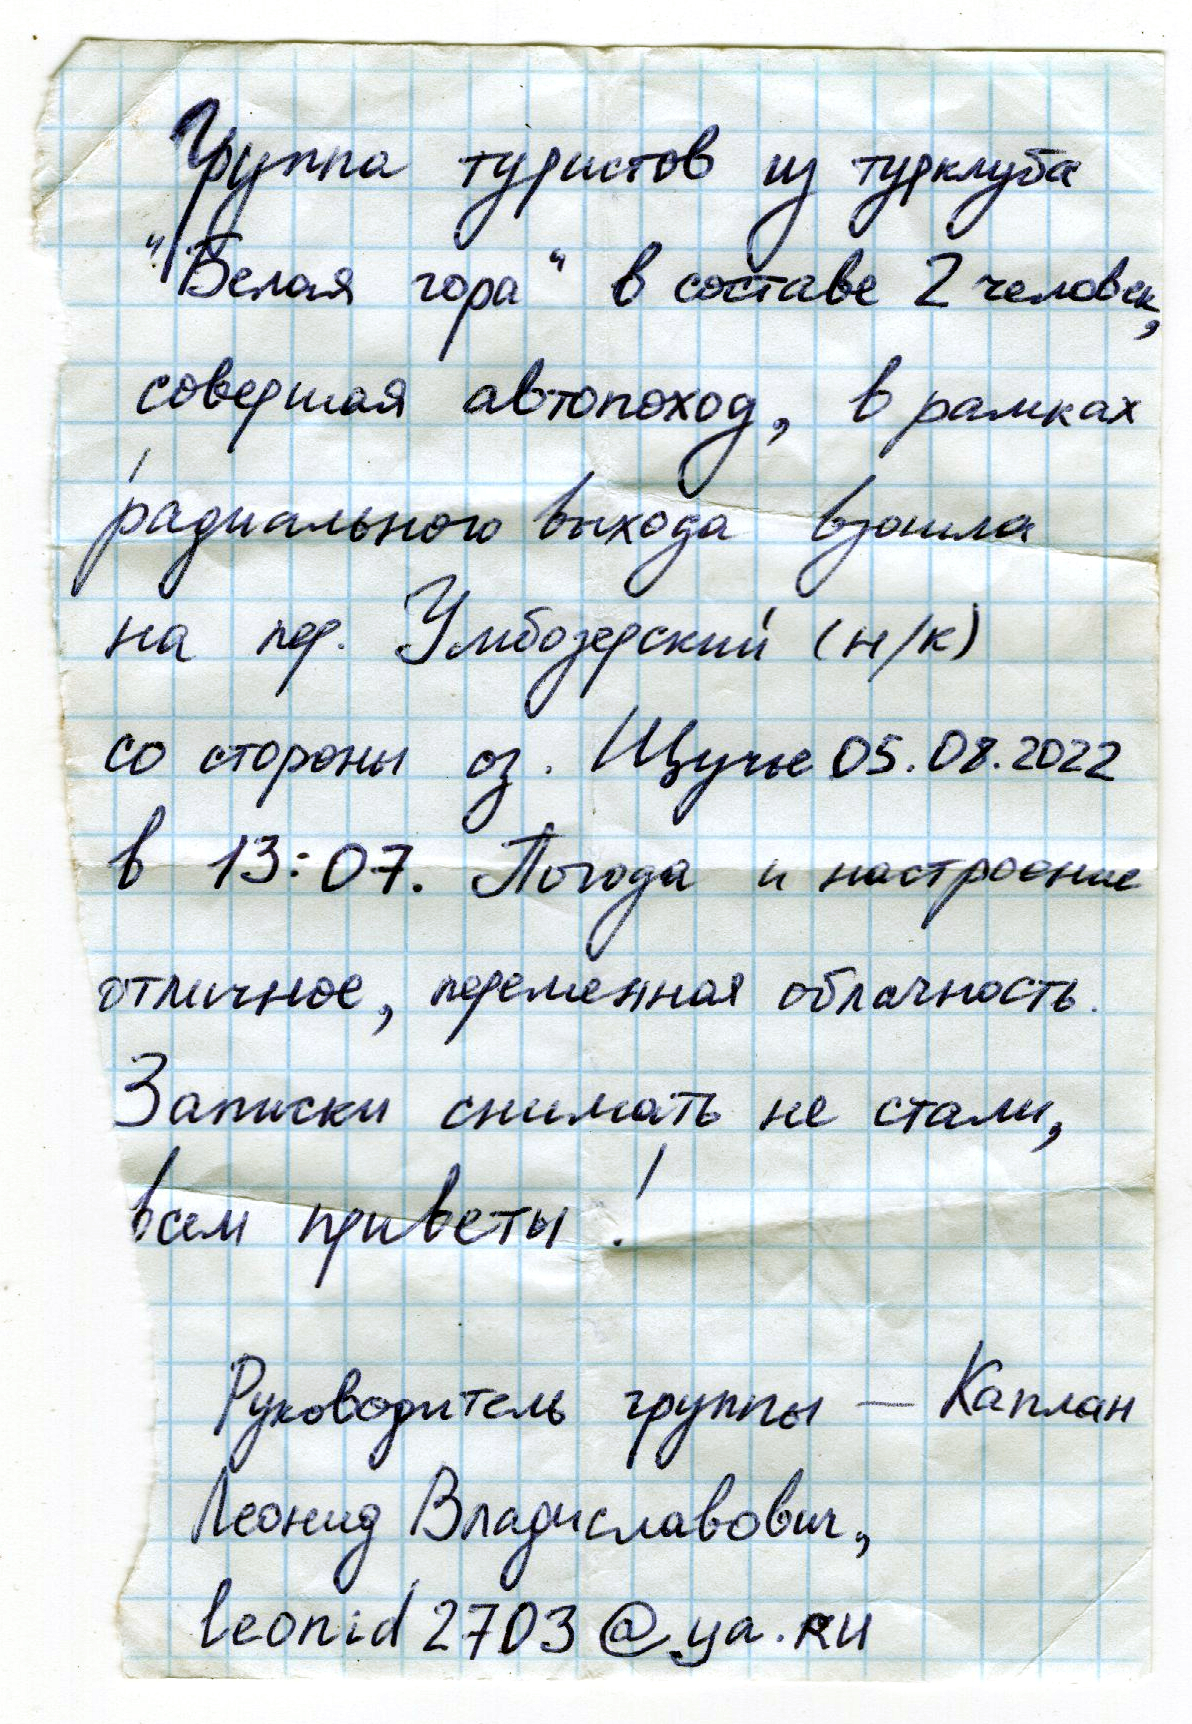 Группа туристов из турклуба
"Белая гора" в составе 2 человек,
совершая автопоход, в рамках
радиального выхода взошла
на пер. Умбозерский (н/к)
со стороны оз. Щучье 05.08.2022
в 13:07. Погода и настроение
отличное, переменная облачность.
Записки снимать не стали,
всем приветы!
Руководитель группы — Каплан
Леонид Владиславович,
leonid2703@ya.ru